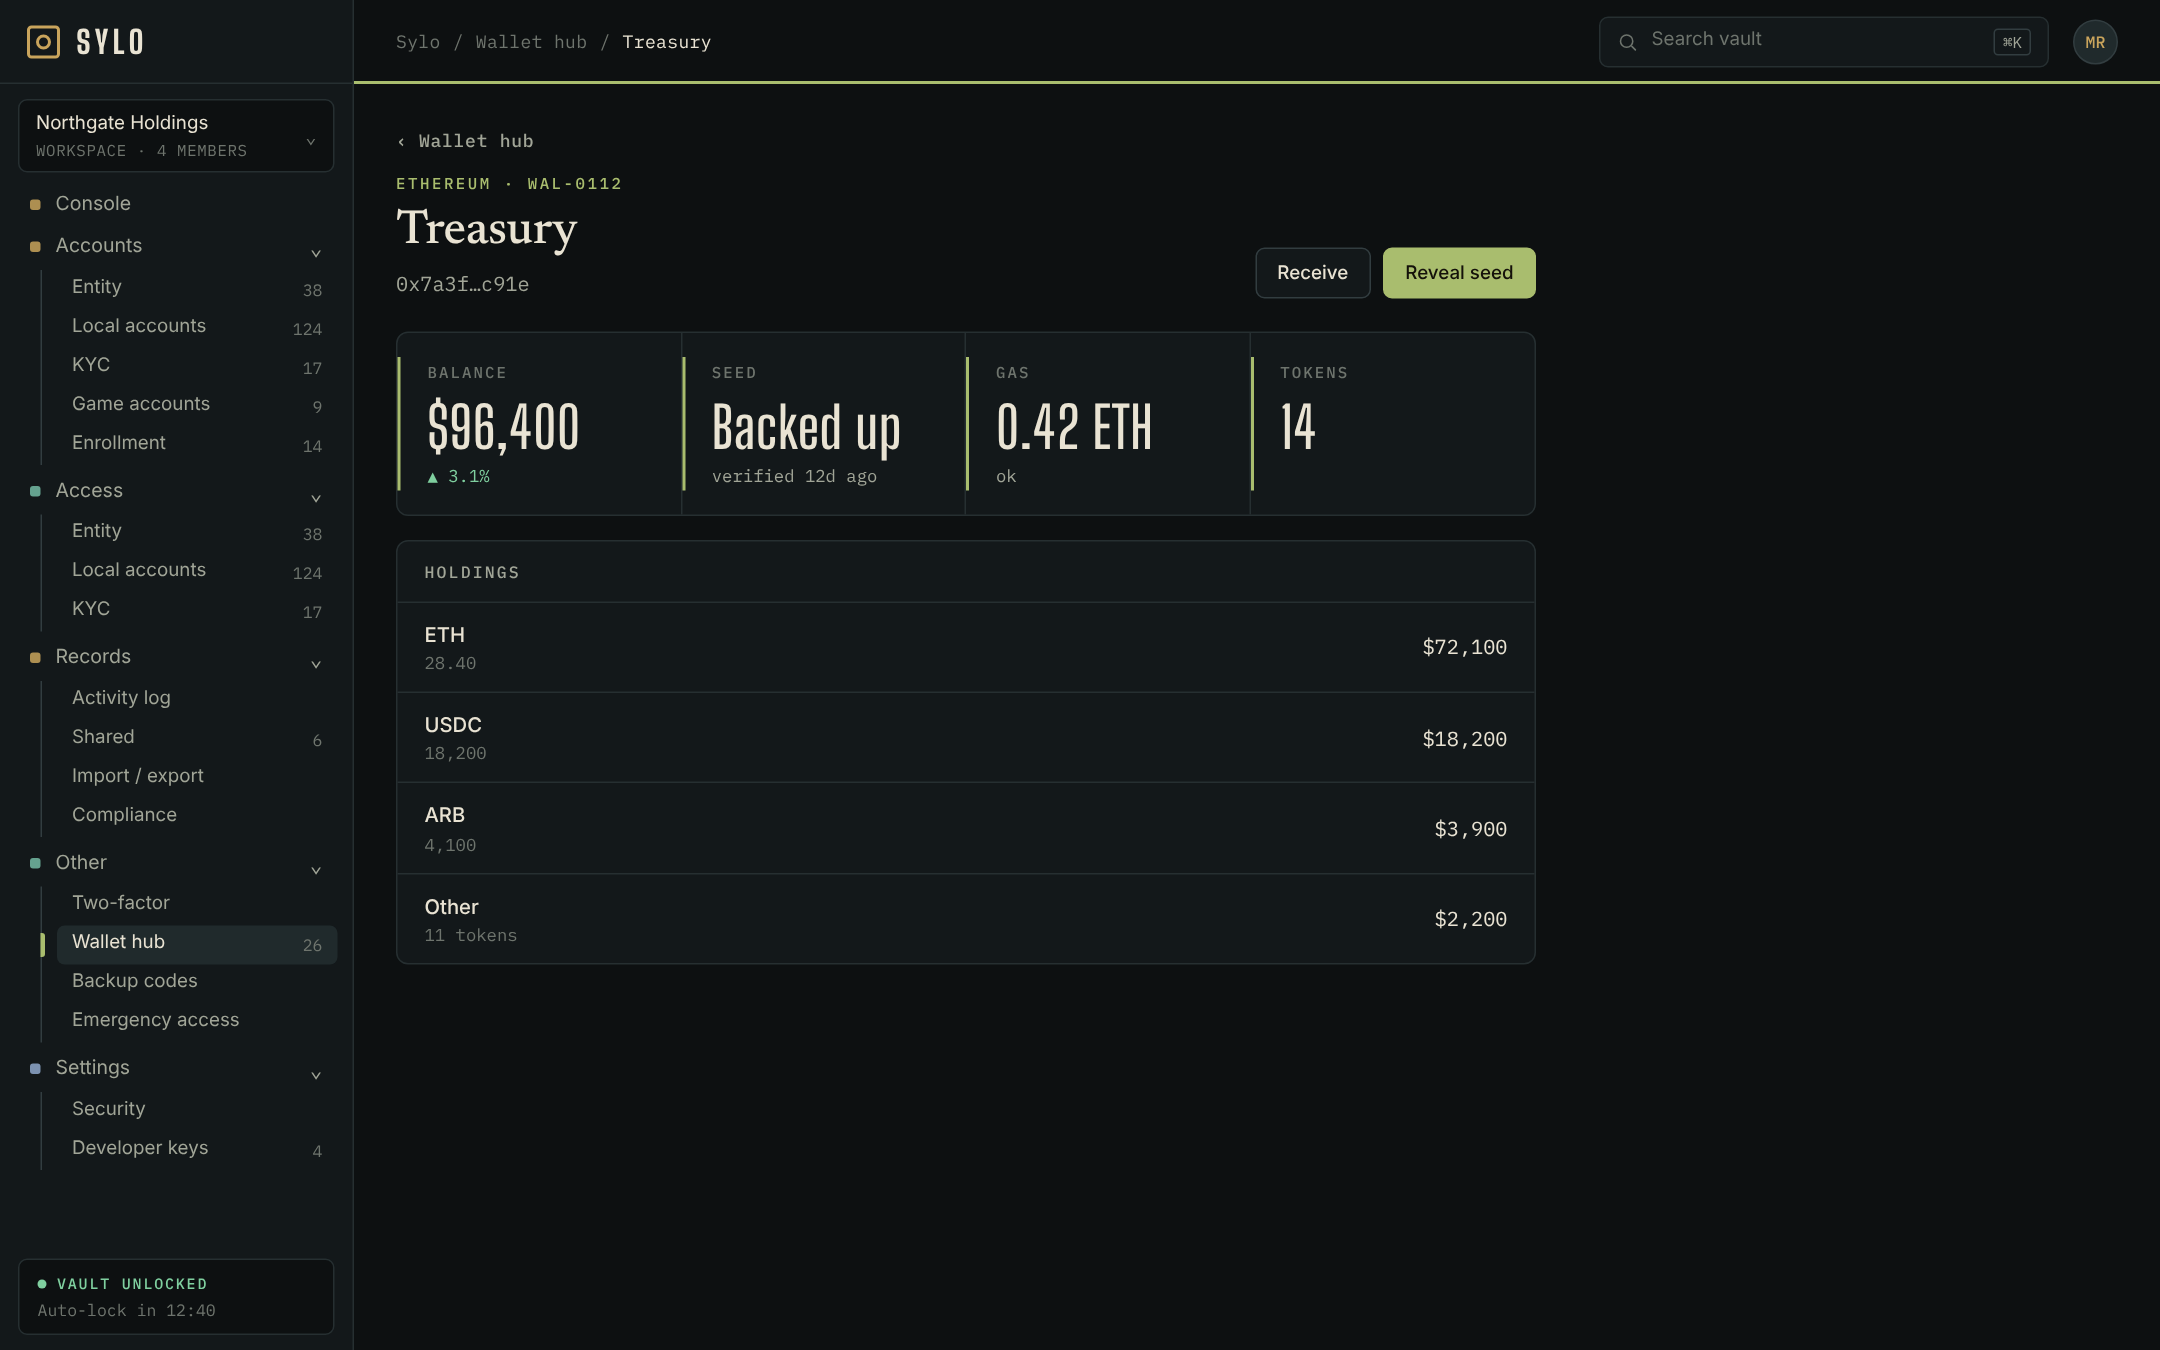 SYLO
Sylo / Wallet hub / Treasury
Search vault
⌘K
MR
Northgate Holdings
WORKSPACE · 4 MEMBERS
Console
Accounts
Entity 38
Local accounts 124
KYC 17
Game accounts 9
Enrollment 14
Access
Entity 38
Local accounts 124
KYC 17
Records
Activity log
Shared 6
Import / export
Compliance
Other
Two-factor
Wallet hub 26
Backup codes
Emergency access
Settings
Security
Developer keys 4
VAULT UNLOCKED
Auto-lock in 12:40
‹ Wallet hub
ETHEREUM · WAL-0112
Treasury
0x7a3f…c91e
Receive
Reveal seed
BALANCE
$96,400
▲ 3.1%
SEED
Backed up
verified 12d ago
GAS
0.42 ETH
ok
TOKENS
14
HOLDINGS
ETH
28.40
$72,100
USDC
18,200
$18,200
ARB
4,100
$3,900
Other
11 tokens
$2,200